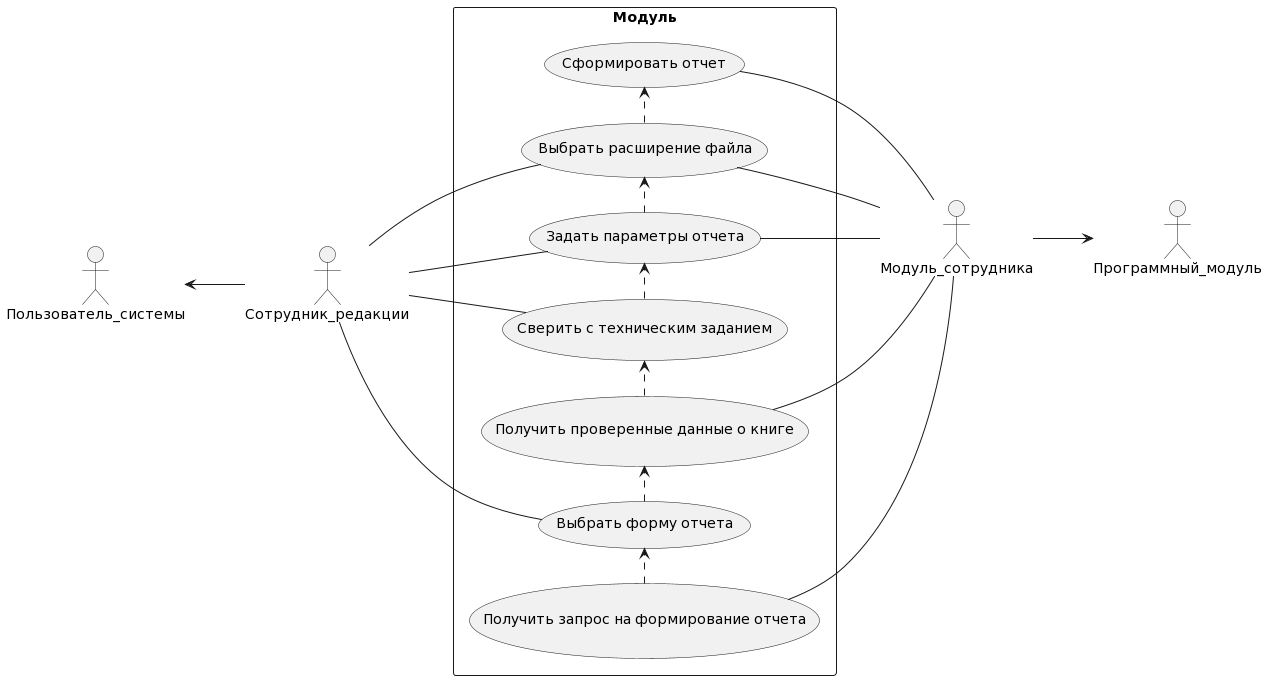 Модуль
Сформировать отчет
Выбрать расширение файла
Задать параметры отчета
Модуль_сотрудника
Программный_модуль
Пользователь_системы
Сотрудник_редакции
Сверить с техническим заданием
Получить проверенные данные о книге
Выбрать форму отчета
Получить запрос на формирование отчета